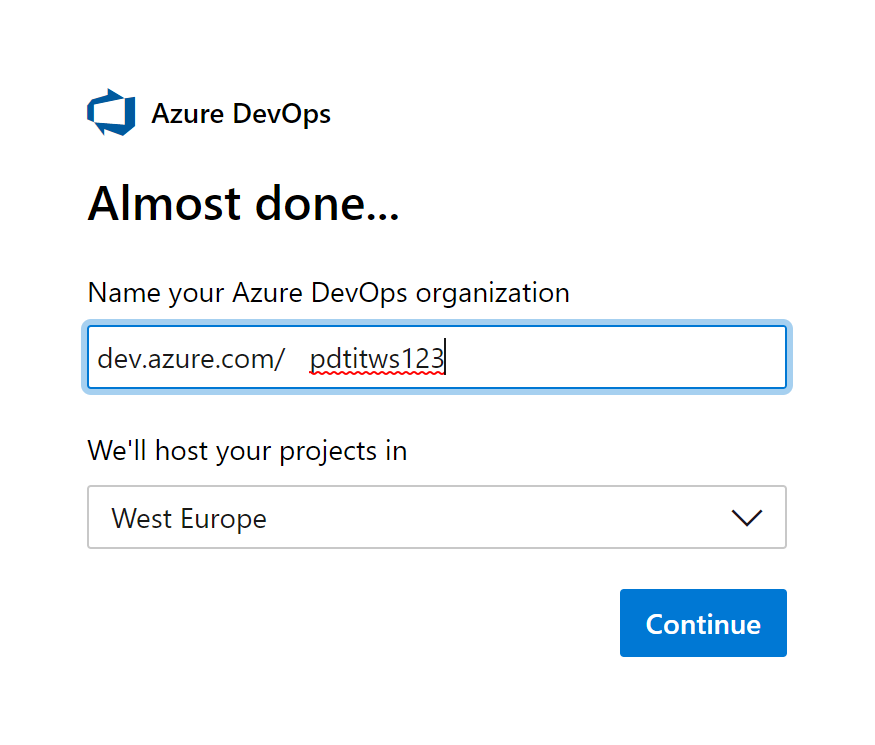 Azure DevOps
Almost done...
Name your Azure DevOps organization
dev.azure.com/ pdtitws123
We'll host your projects in
West Europe
Continue